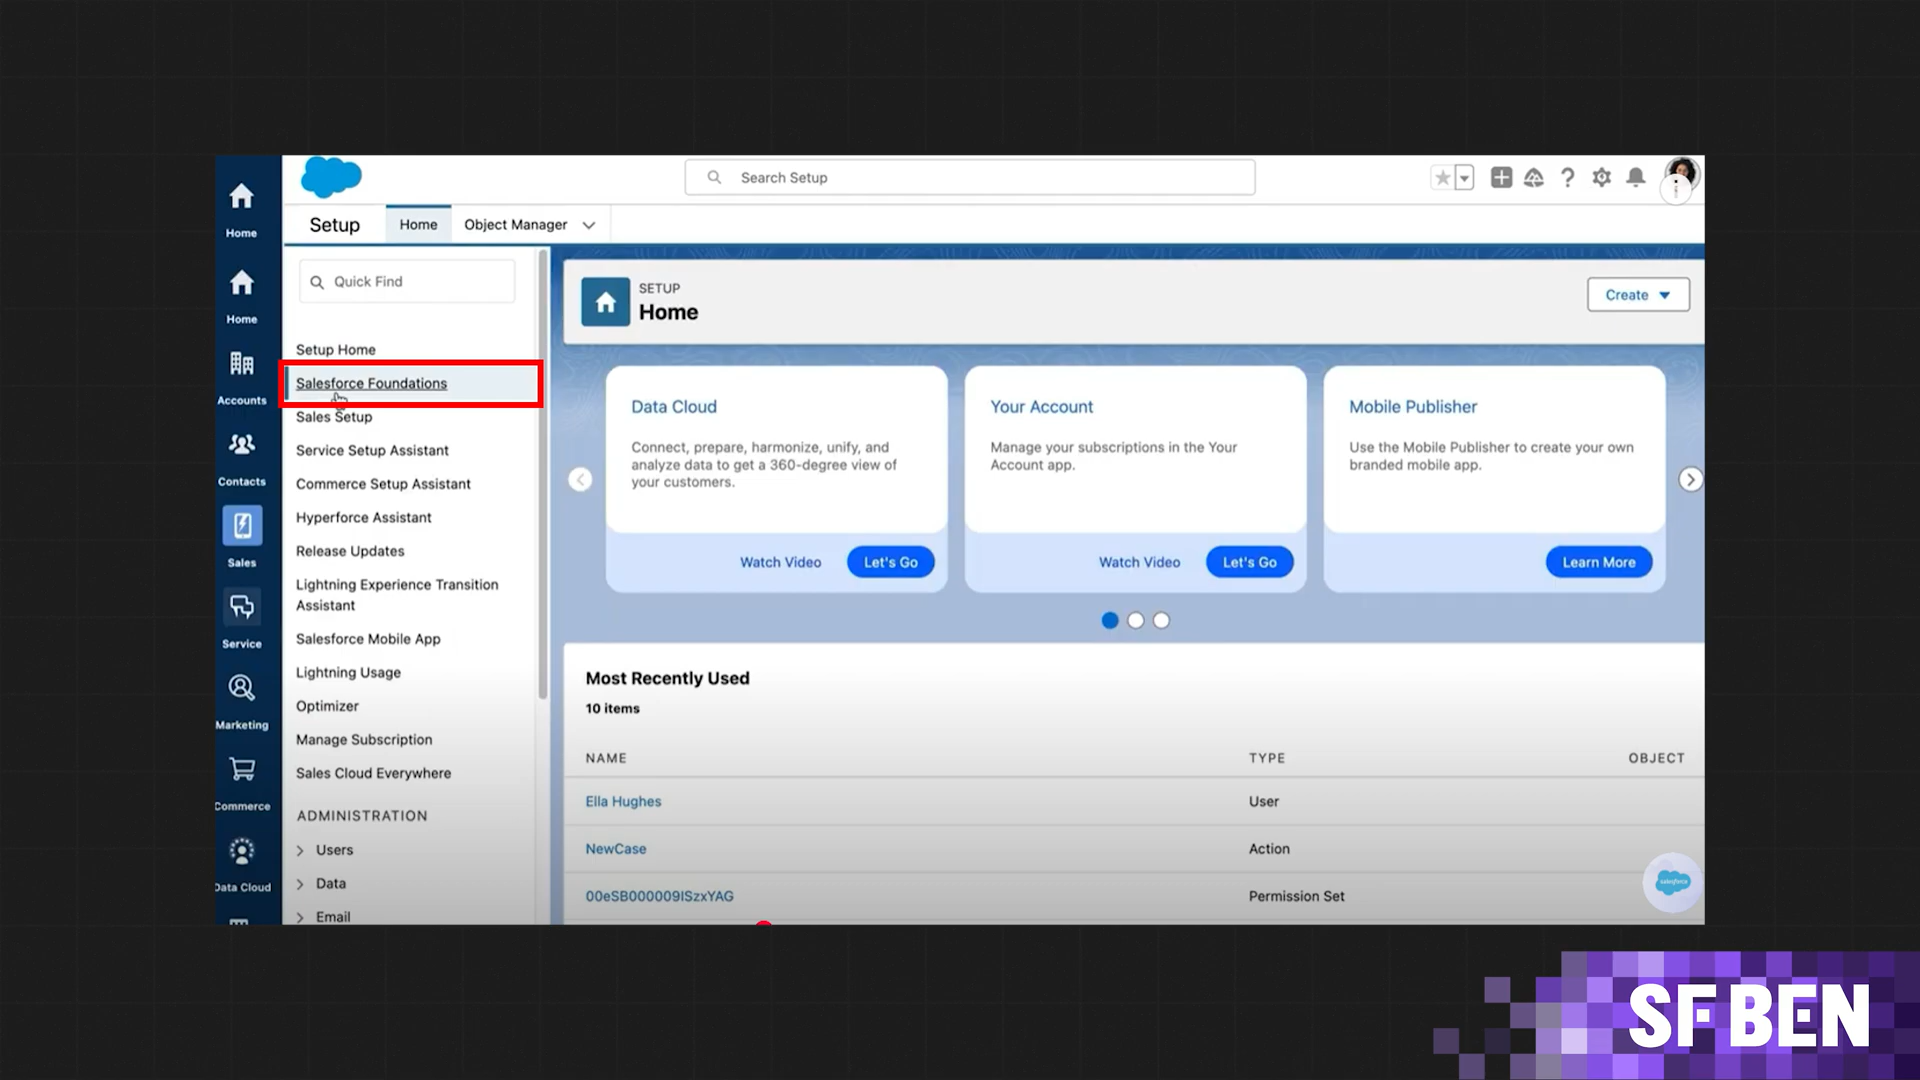 Search Setup
Setup
Home
Object Manager
Home
Home
Accounts
Contacts
Sales
Service
Marketing
Commerce
Data Cloud
Quick Find
Setup Home
Salesforce Foundations
Sales Setup
Service Setup Assistant
Commerce Setup Assistant
Hyperforce Assistant
Release Updates
Lightning Experience Transition
Assistant
Salesforce Mobile App
Lightning Usage
Optimizer
Manage Subscription
Sales Cloud Everywhere
ADMINISTRATION
Users
Data
Email
SETUP
Home
Create
Data Cloud
Connect, prepare, harmonize, unify, and
analyze data to get a 360-degree view of
your customers.
Watch Video
Let's Go
Your Account
Manage your subscriptions in the Your
Account app.
Watch Video
Let's Go
Mobile Publisher
Use the Mobile Publisher to create your own
branded mobile app.
Learn More
Most Recently Used
10 items
NAME TYPE OBJECT
Ella Hughes User
NewCase Action
00eSB000009ISzxYAG Permission Set
salesforce
SF BEN